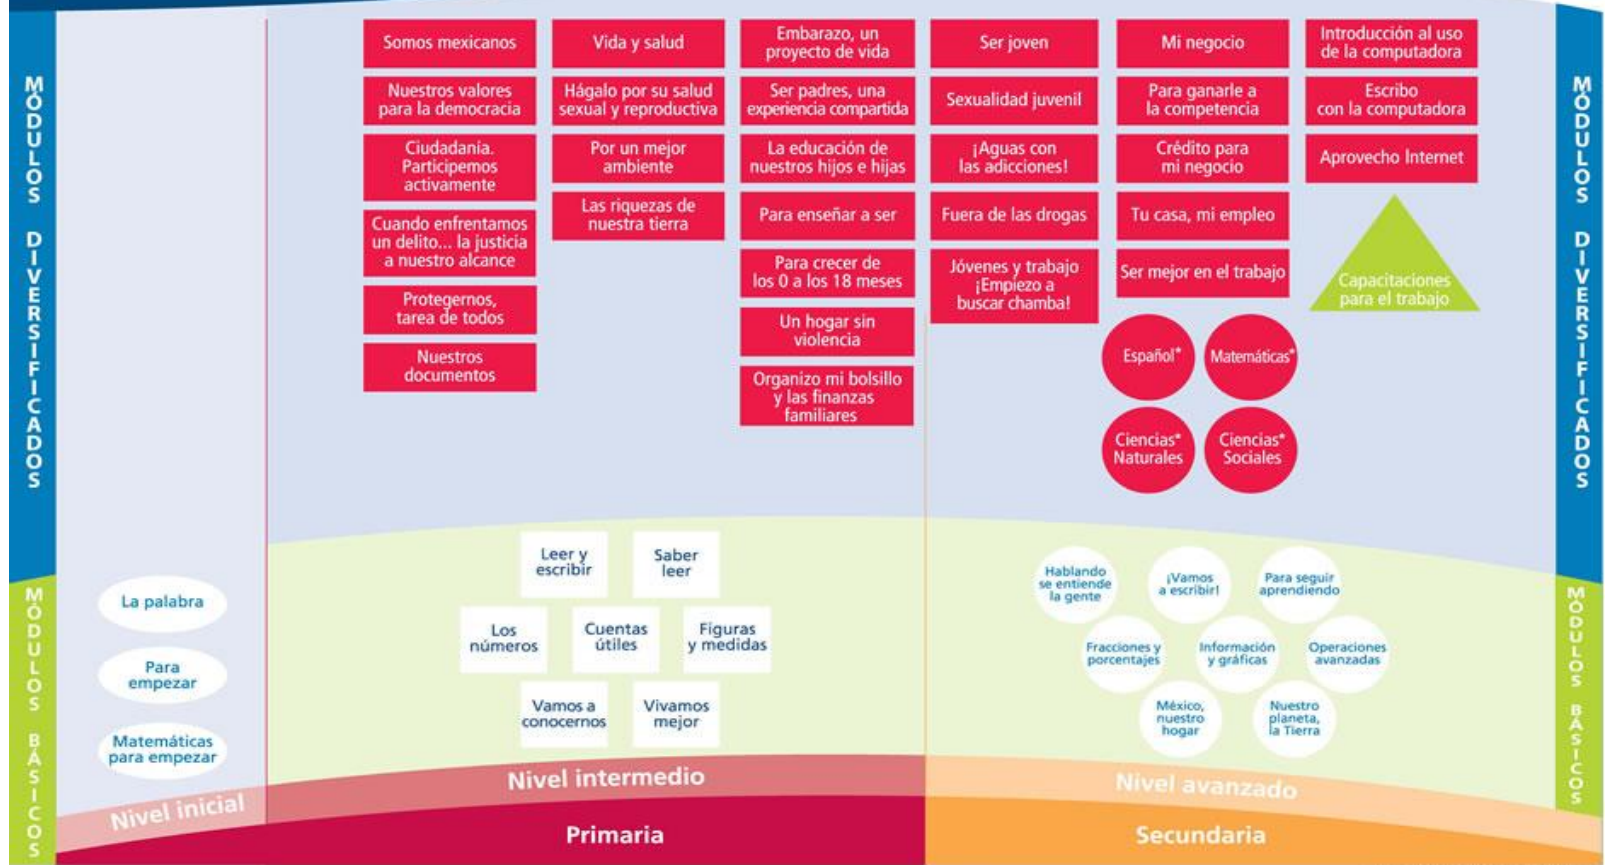 MÓDULOS DIVERSIFICADOS
Somos mexicanos
Nuestros valores
para la democracia
Ciudadanía.
Participemos
activamente
Cuando enfrentamos
un delito... la justicia
a nuestro alcance
Protegernos,
tarea de todos
Nuestros
documentos
Vida y salud
Hágalo por su salud
sexual y reproductiva
Por un mejor
ambiente
Las riquezas de
nuestra tierra
Embarazo, un
proyecto de vida
Ser padres, una
experiencia compartida
La educación de
nuestros hijos e hijas
Para enseñar a ser
Para crecer de
los 0 a los 18 meses
Un hogar sin
violencia
Organizo mi bolsillo
y las finanzas
familiares
Ser joven
Sexualidad juvenil
¡Aguas con
las adicciones!
Fuera de las drogas
Jóvenes y trabajo
¡Empiezo a
buscar chamba!
Mi negocio
Para ganarle a
la competencia
Crédito para
mi negocio
Tu casa, mi empleo
Ser mejor en el trabajo
Introducción al uso
de la computadora
Escribo
con la computadora
Aprovecho Internet
Capacitaciones
para el trabajo
Español*
Matemáticas*
Ciencias*
Naturales
Ciencias*
Sociales
MÓDULOS DIVERSIFICADOS
MÓDULOS BÁSICOS
La palabra
Para
empezar
Matemáticas
para empezar
Leer y
escribir
Saber
leer
Los
números
Cuentas
útiles
Figuras
y medidas
Vamos a
conocernos
Vivamos
mejor
Hablando
se entiende
la gente
¡Vamos
a escribir!
Para seguir
aprendiendo
Fracciones y
porcentajes
Información
y gráficas
Operaciones
avanzadas
México,
nuestro
hogar
Nuestro
planeta,
la Tierra
MÓDULOS BÁSICOS
Nivel inicial
Nivel intermedio
Nivel avanzado
Primaria
Secundaria